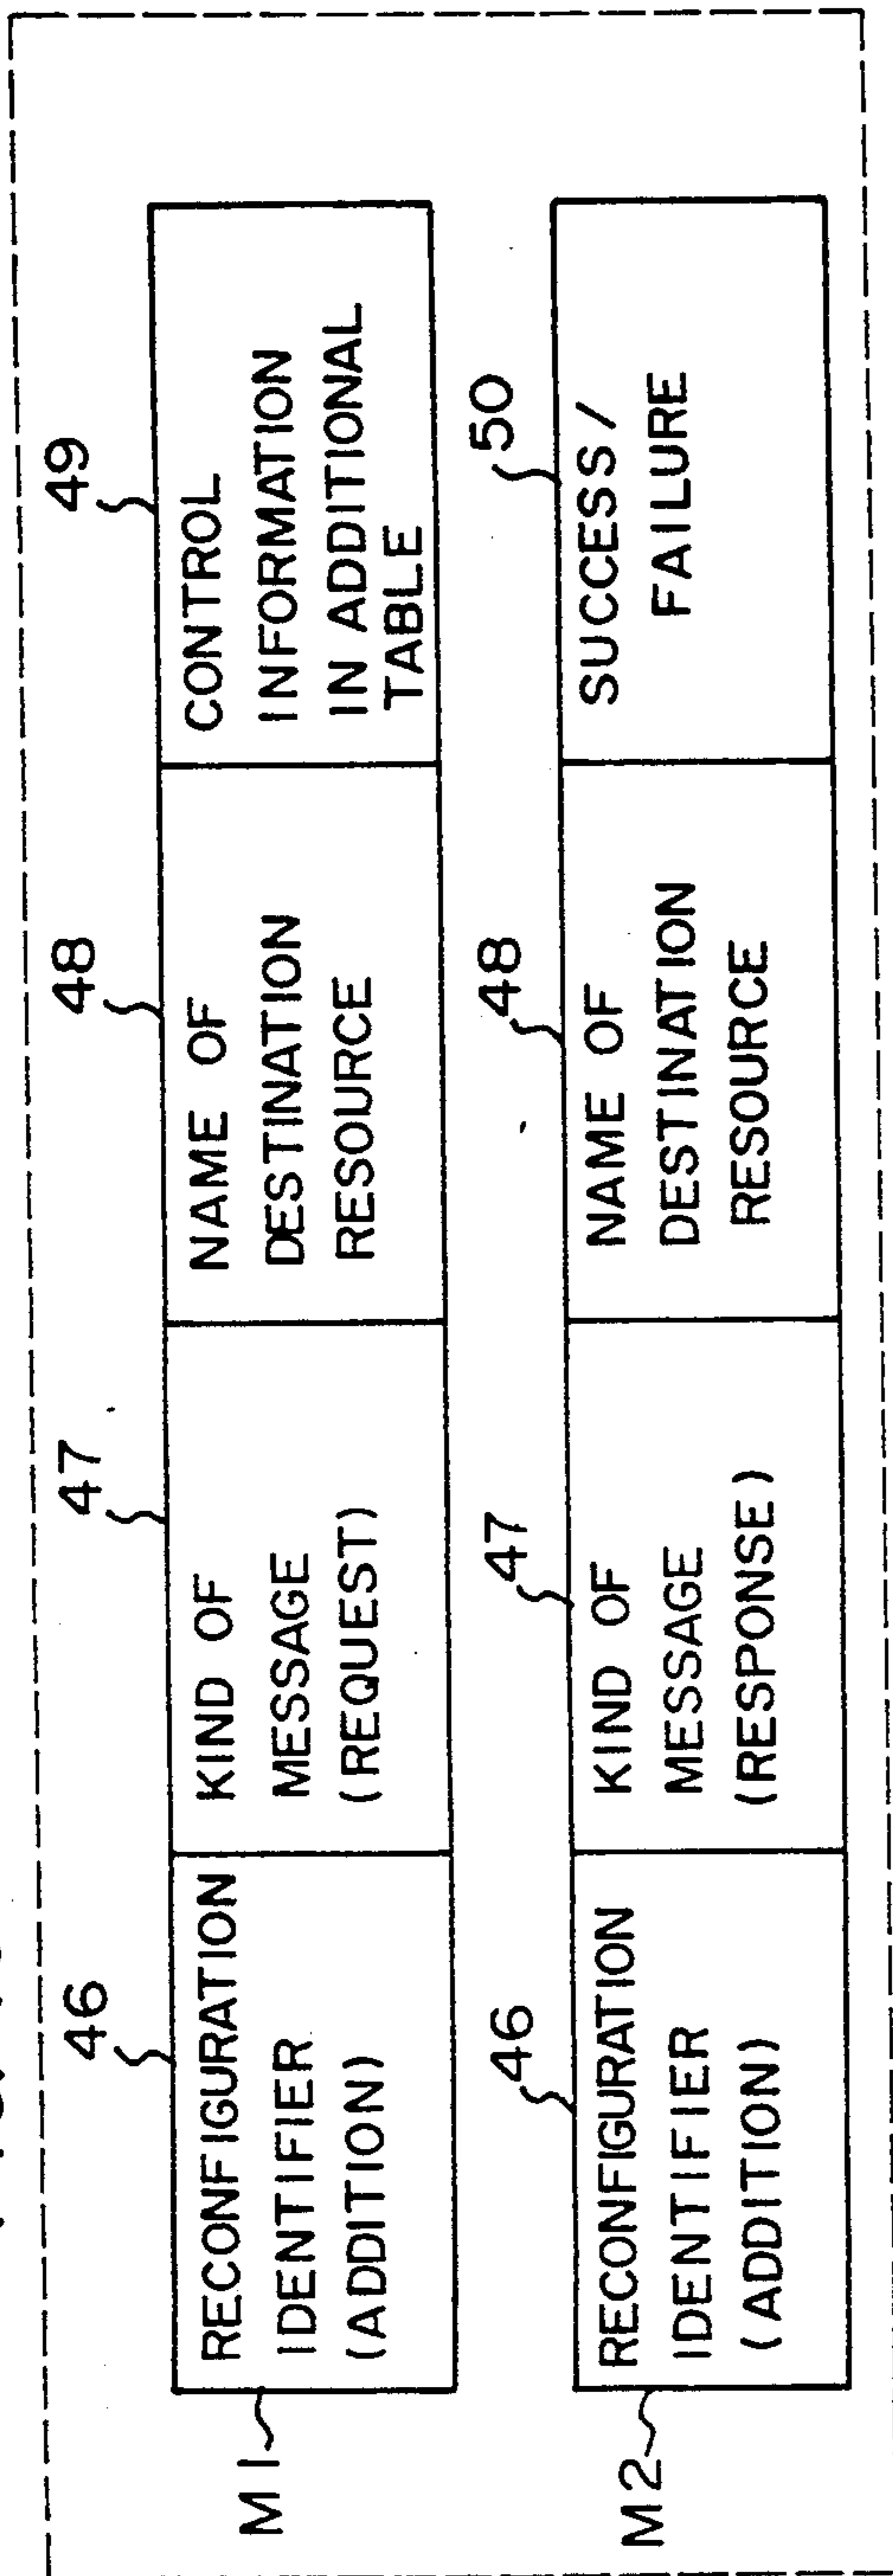 M1
46
RECONFIGURATION
IDENTIFIER
(ADDITION)
47
KIND OF
MESSAGE
(REQUEST)
48
NAME OF
DESTINATION
RESOURCE
49
CONTROL
INFORMATION
IN ADDITIONAL
TABLE
M2
46
RECONFIGURATION
IDENTIFIER
(ADDITION)
47
KIND OF
MESSAGE
(RESPONSE)
48
NAME OF
DESTINATION
RESOURCE
50
SUCCESS/
FAILURE